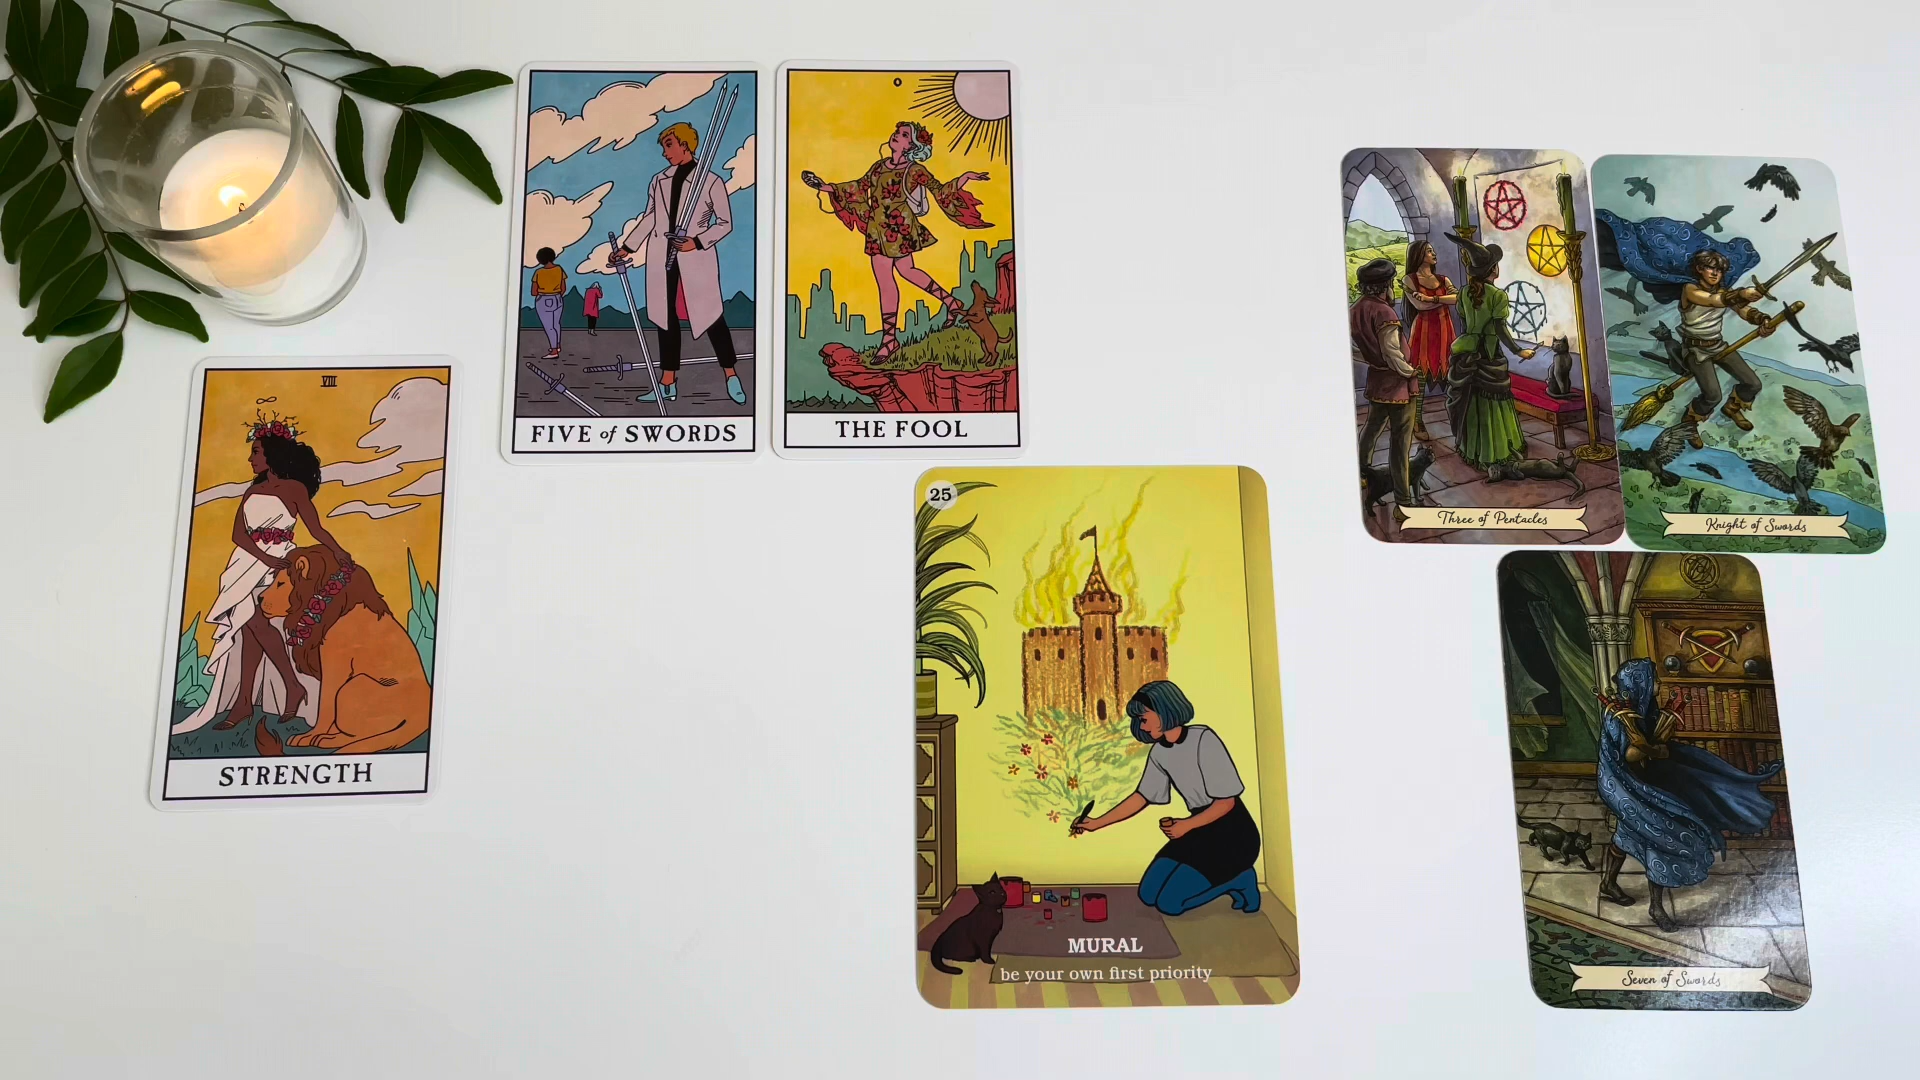 FIVE of SWORDS
0
THE FOOL
VIII
STRENGTH
25
MURAL
be your own first priority
Three of Pentacles
Knight of Swords
Seven of Swords